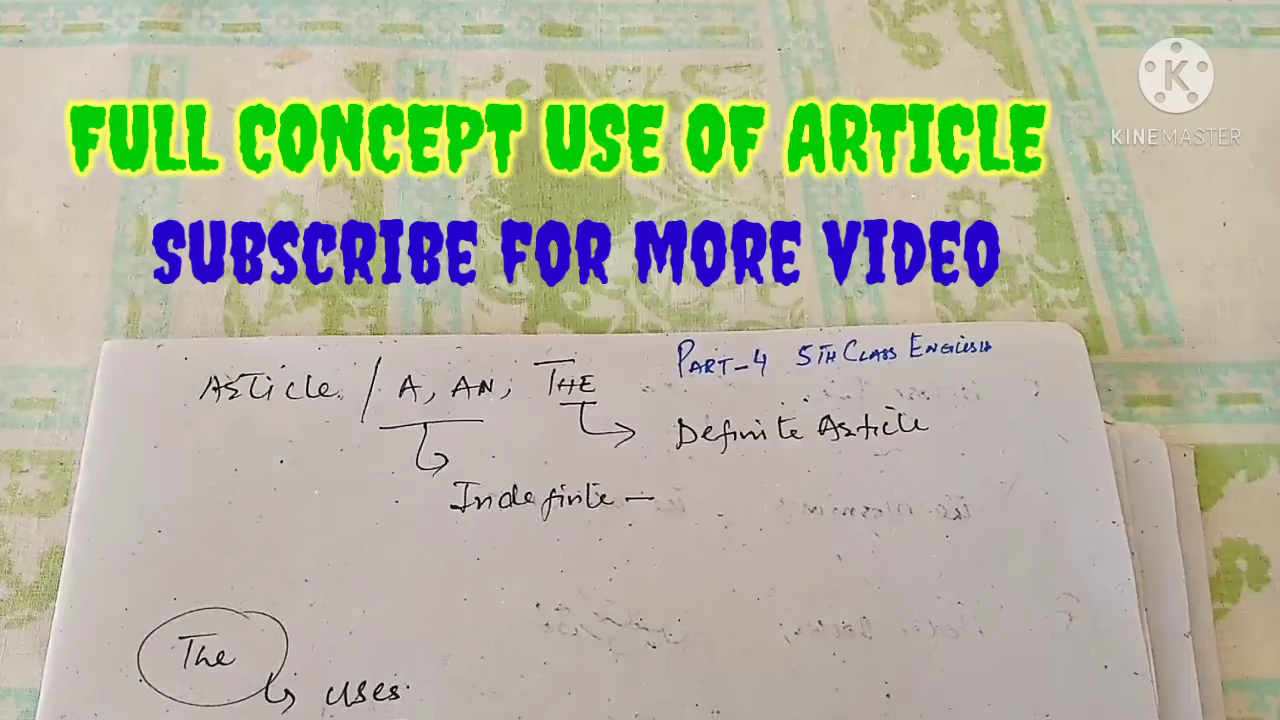 FULL CONCEPT USE OF ARTICLE
SUBSCRIBE FOR MORE VIDEO
K
KINEMASTER
PART-4 5TH CLASS ENGLISH
Article / A, AN, THE
Definite Article
Indefinite —
The
uses.